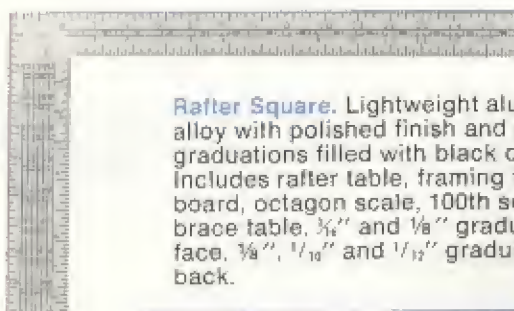 Rafter Square. Lightweight alu
alloy with polished finish and
graduations filled with black
Includes rafter table, framing
board, octagon scale, 100th
brace table, 1/16″ and 1/8″ gradu
face, 1/8″, 1/10″ and 1/12″ gradu
back.